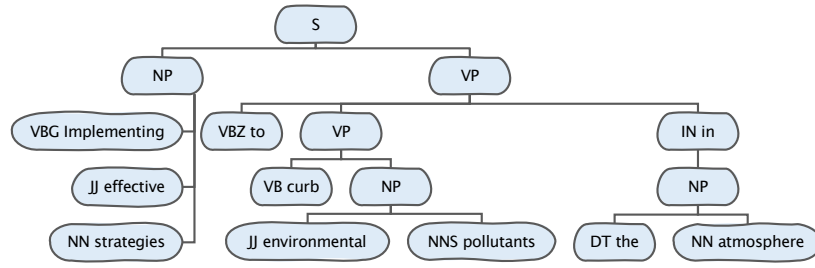 S
NP VP
VBG Implementing VBZ to VP IN in
JJ effective VB curb NP NP
NN strategies JJ environmental NNS pollutants DT the NN atmosphere